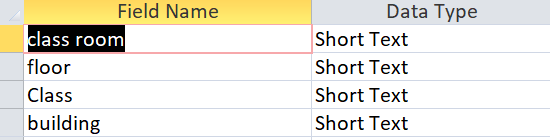 Field Name Data Type
class room Short Text
floor Short Text
Class Short Text
building Short Text